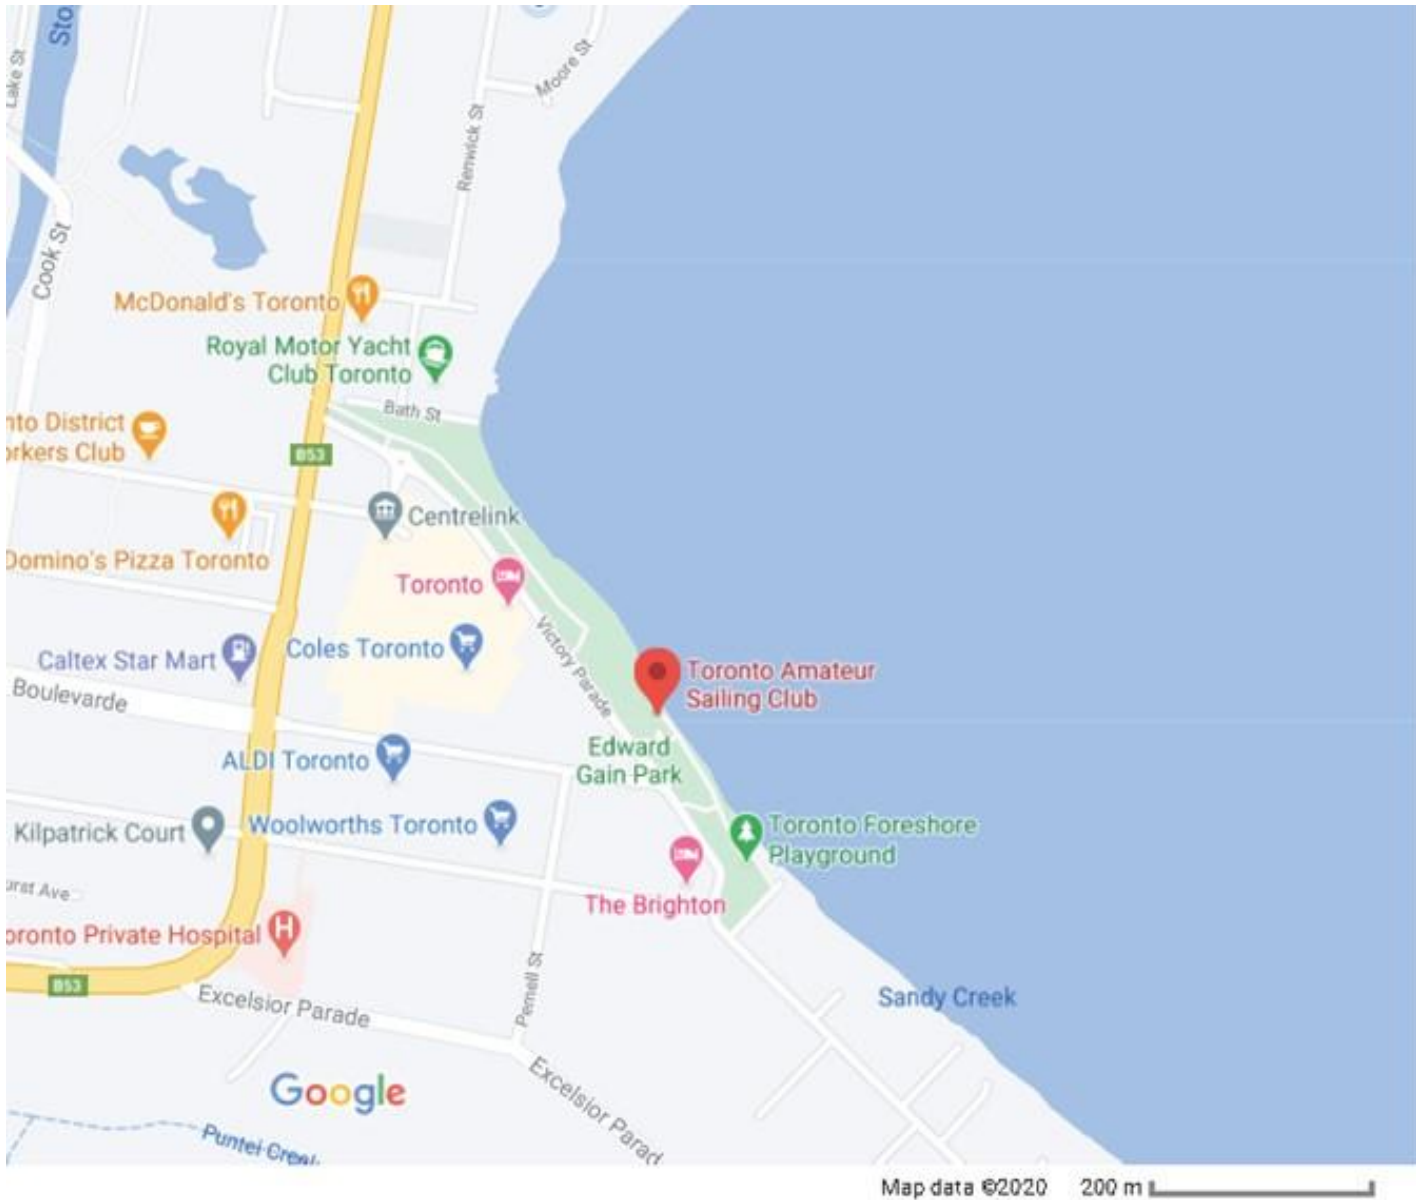 Sto
Lake St
Moore St
Renwick St
Cook St
McDonald's Toronto
Royal Motor Yacht
Club Toronto
Bath St
nto District
orkers Club
B53
Centrelink
Domino's Pizza Toronto
Toronto
Victory Parade
Coles Toronto
Caltex Star Mart
Toronto Amateur
Sailing Club
Boulevarde
Edward
Gain Park
ALDI Toronto
Woolworths Toronto
Kilpatrick Court
Toronto Foreshore
Playground
urst Ave
The Brighton
oronto Private Hospital
H
B53
Pemell St
Excelsior Parade
Sandy Creek
Google
Excelsior Parad
Puntei Creek
Map data ©2020 200 m